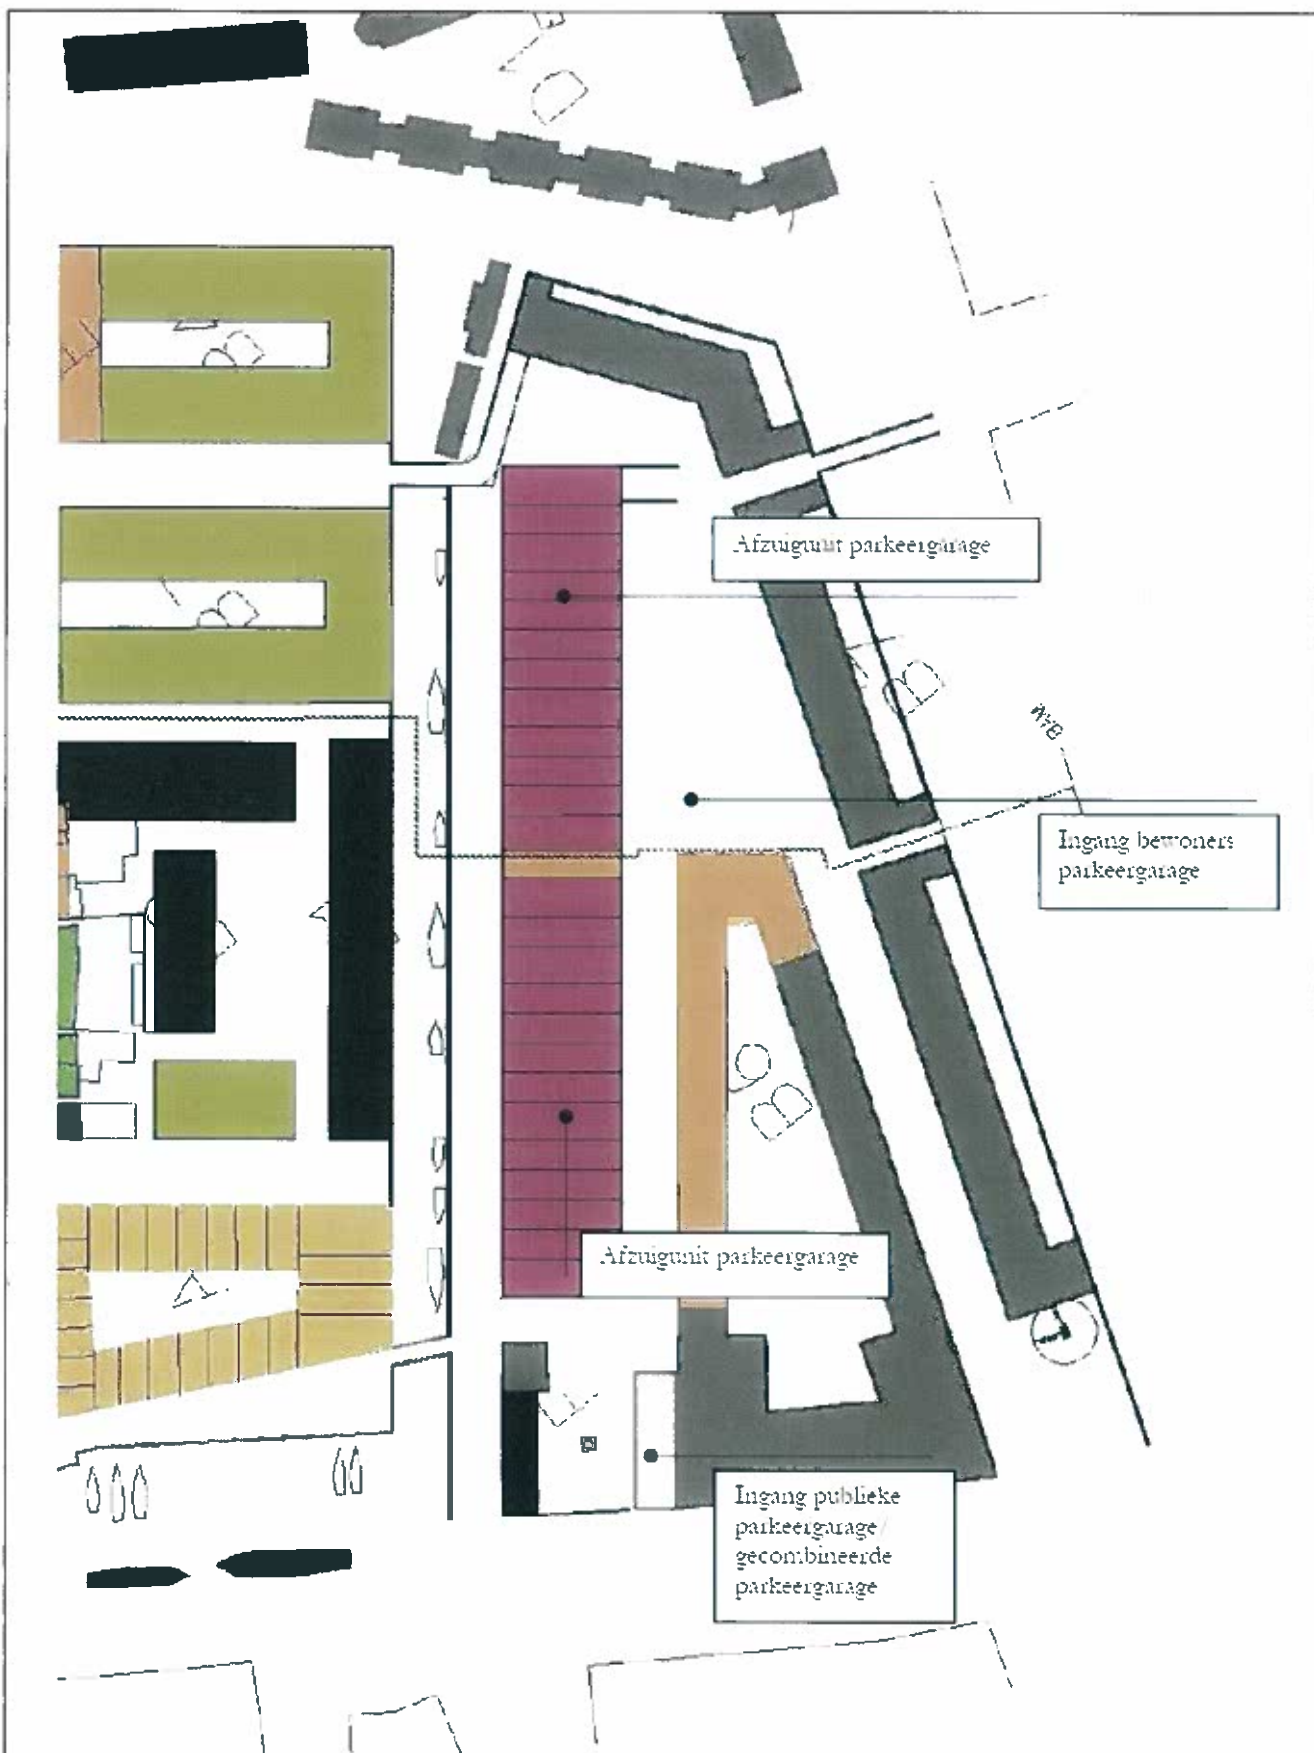 Afzuigunit parkeergarage
Ingang bewoners
parkeergarage
Afzuigunit parkeergarage
Ingang publieke
parkeergarage/
gecombineerde
parkeergarage